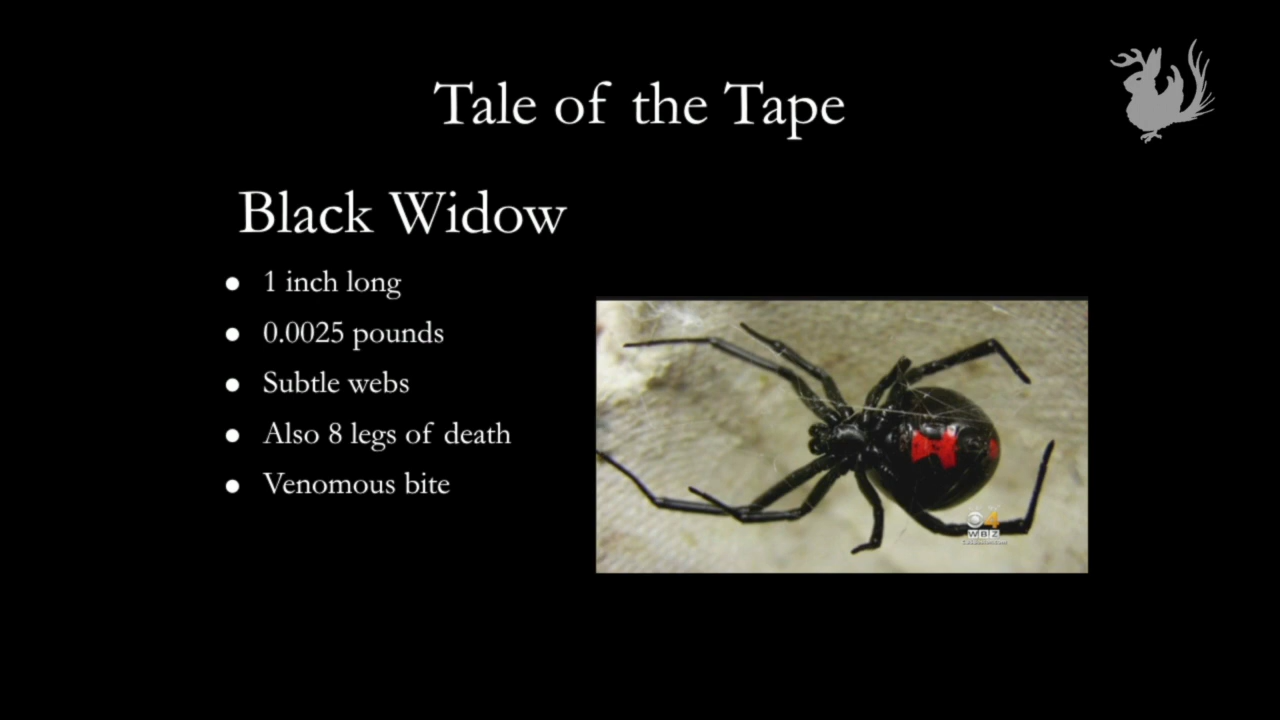 Tale of the Tape
Black Widow
1 inch long
0.0025 pounds
Subtle webs
Also 8 legs of death
Venomous bite
4
WBZ